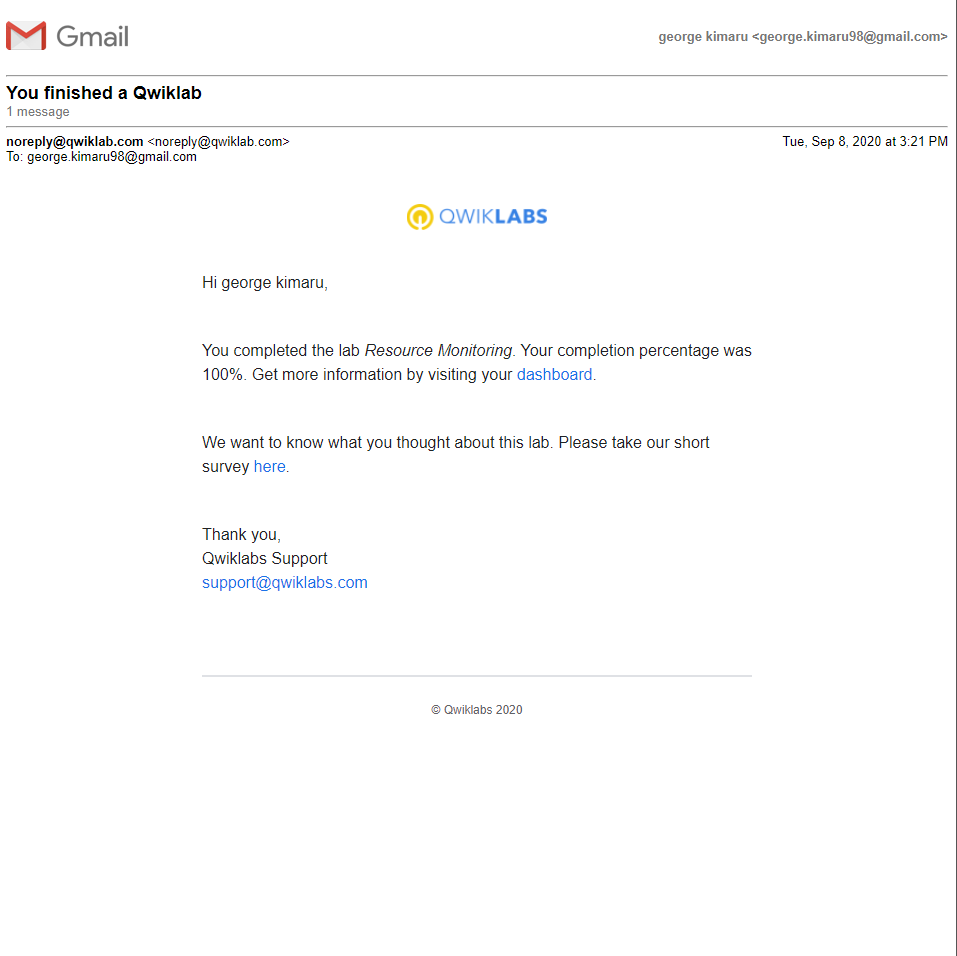 Gmail
george kimaru <george.kimaru98@gmail.com>
You finished a Qwiklab
1 message
noreply@qwiklab.com <noreply@qwiklab.com>
Tue, Sep 8, 2020 at 3:21 PM
To: george.kimaru98@gmail.com
QWIKLABS
Hi george kimaru,
You completed the lab Resource Monitoring. Your completion percentage was
100%. Get more information by visiting your dashboard.
We want to know what you thought about this lab. Please take our short
survey here.
Thank you,
Qwiklabs Support
support@qwiklabs.com
© Qwiklabs 2020